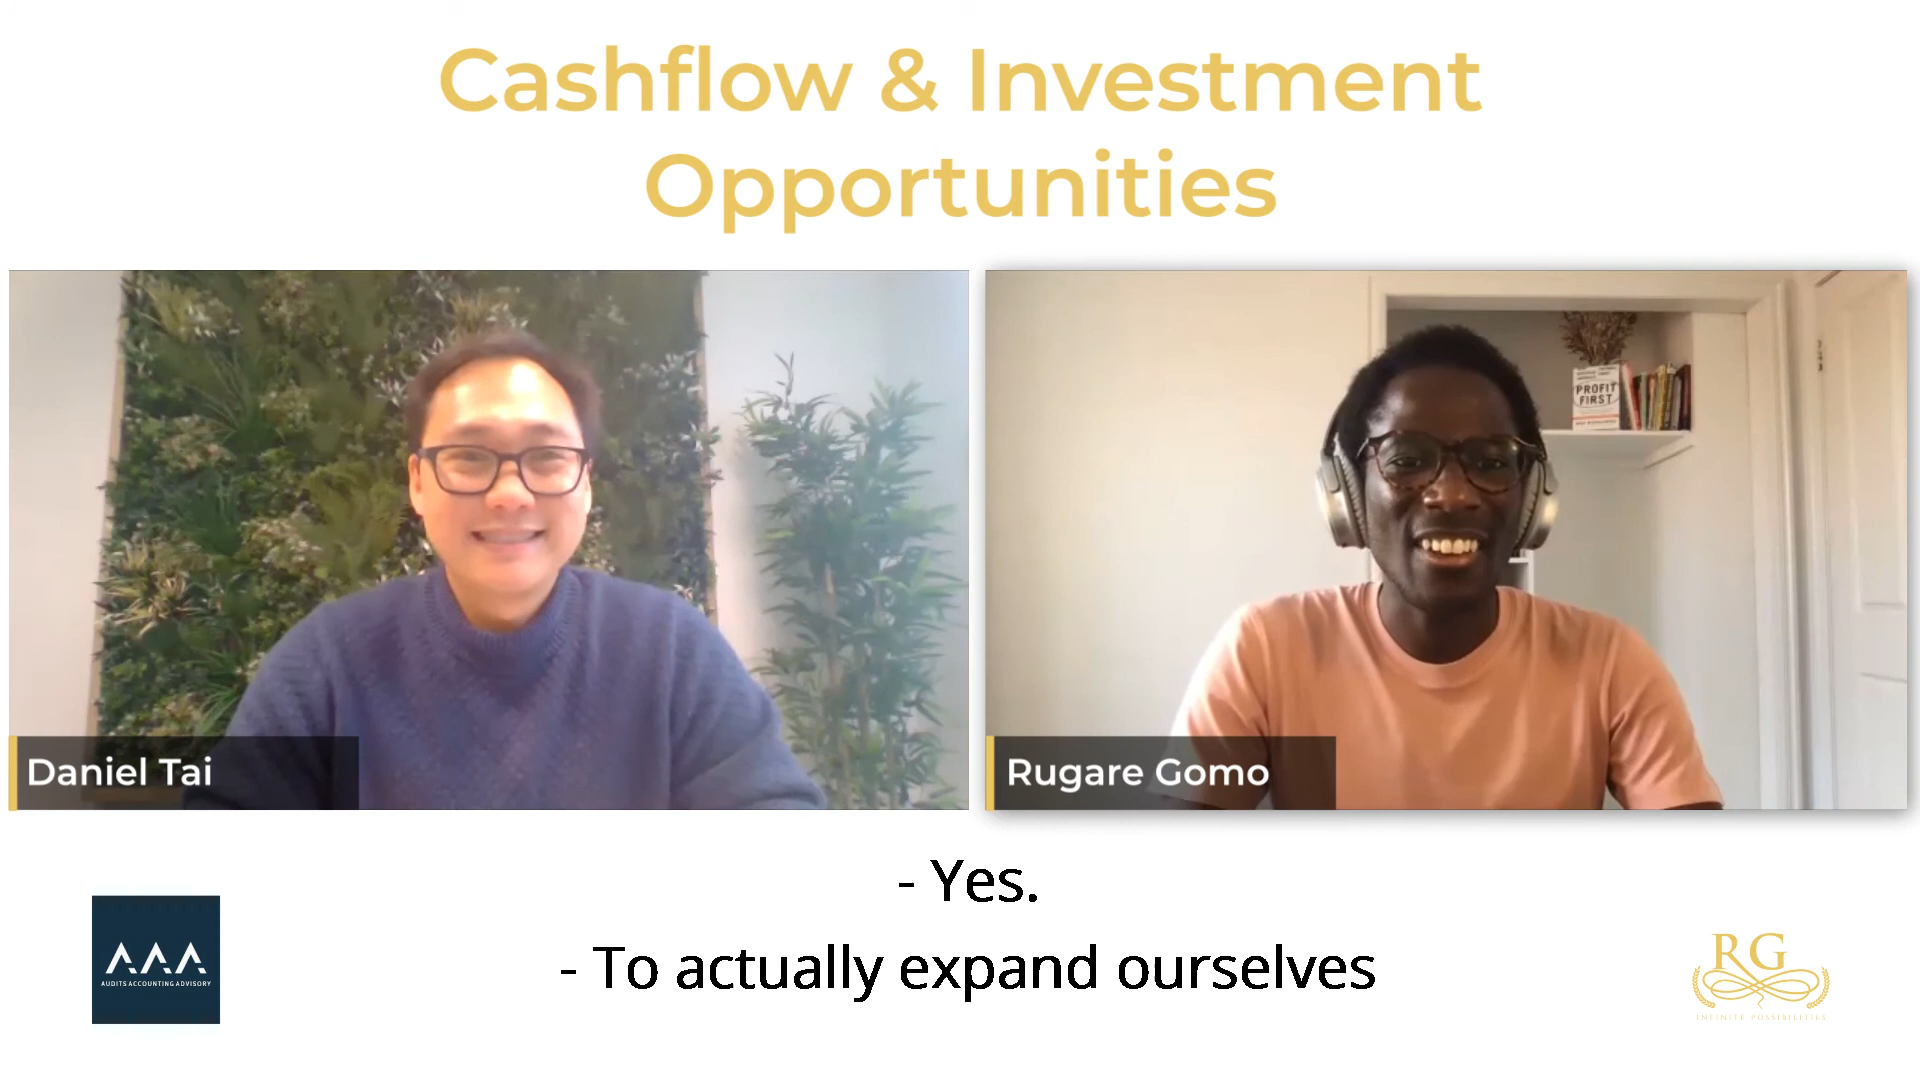 Cashflow & Investment
Opportunities
PROFIT
FIRST
Daniel Tai
Rugare Gomo
- Yes.
- To actually expand ourselves
AAA
AUDITS ACCOUNTING ADVISORY
RG
INFINITE POSSIBILITIES